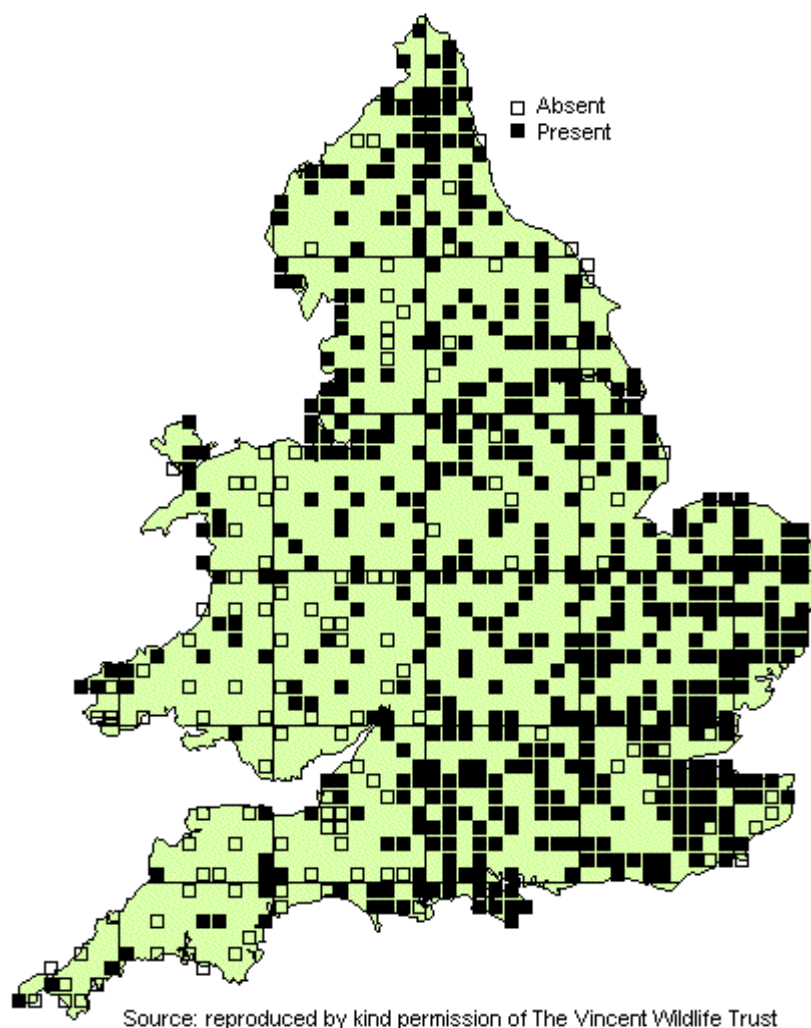 Absent
Present
Source: reproduced by kind permission of The Vincent Wildlife Trust